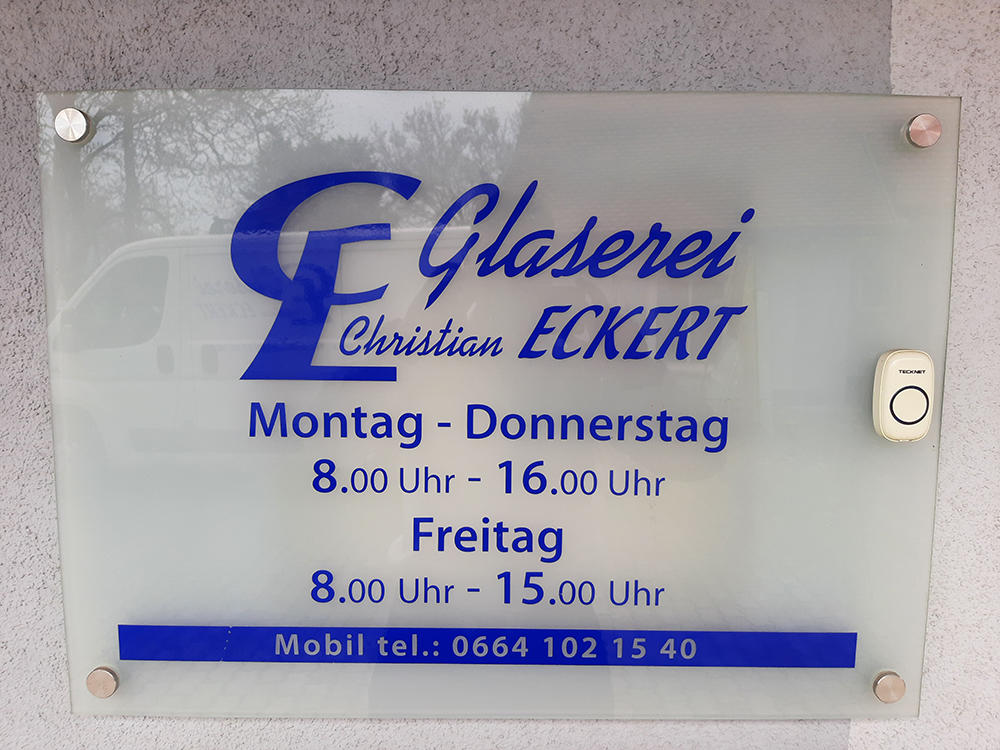 CE Glaserei
Christian ECKERT
Montag - Donnerstag
8.00 Uhr - 16.00 Uhr
Freitag
8.00 Uhr - 15.00 Uhr
Mobil tel.: 0664 102 15 40
TECKNET
ECKERT